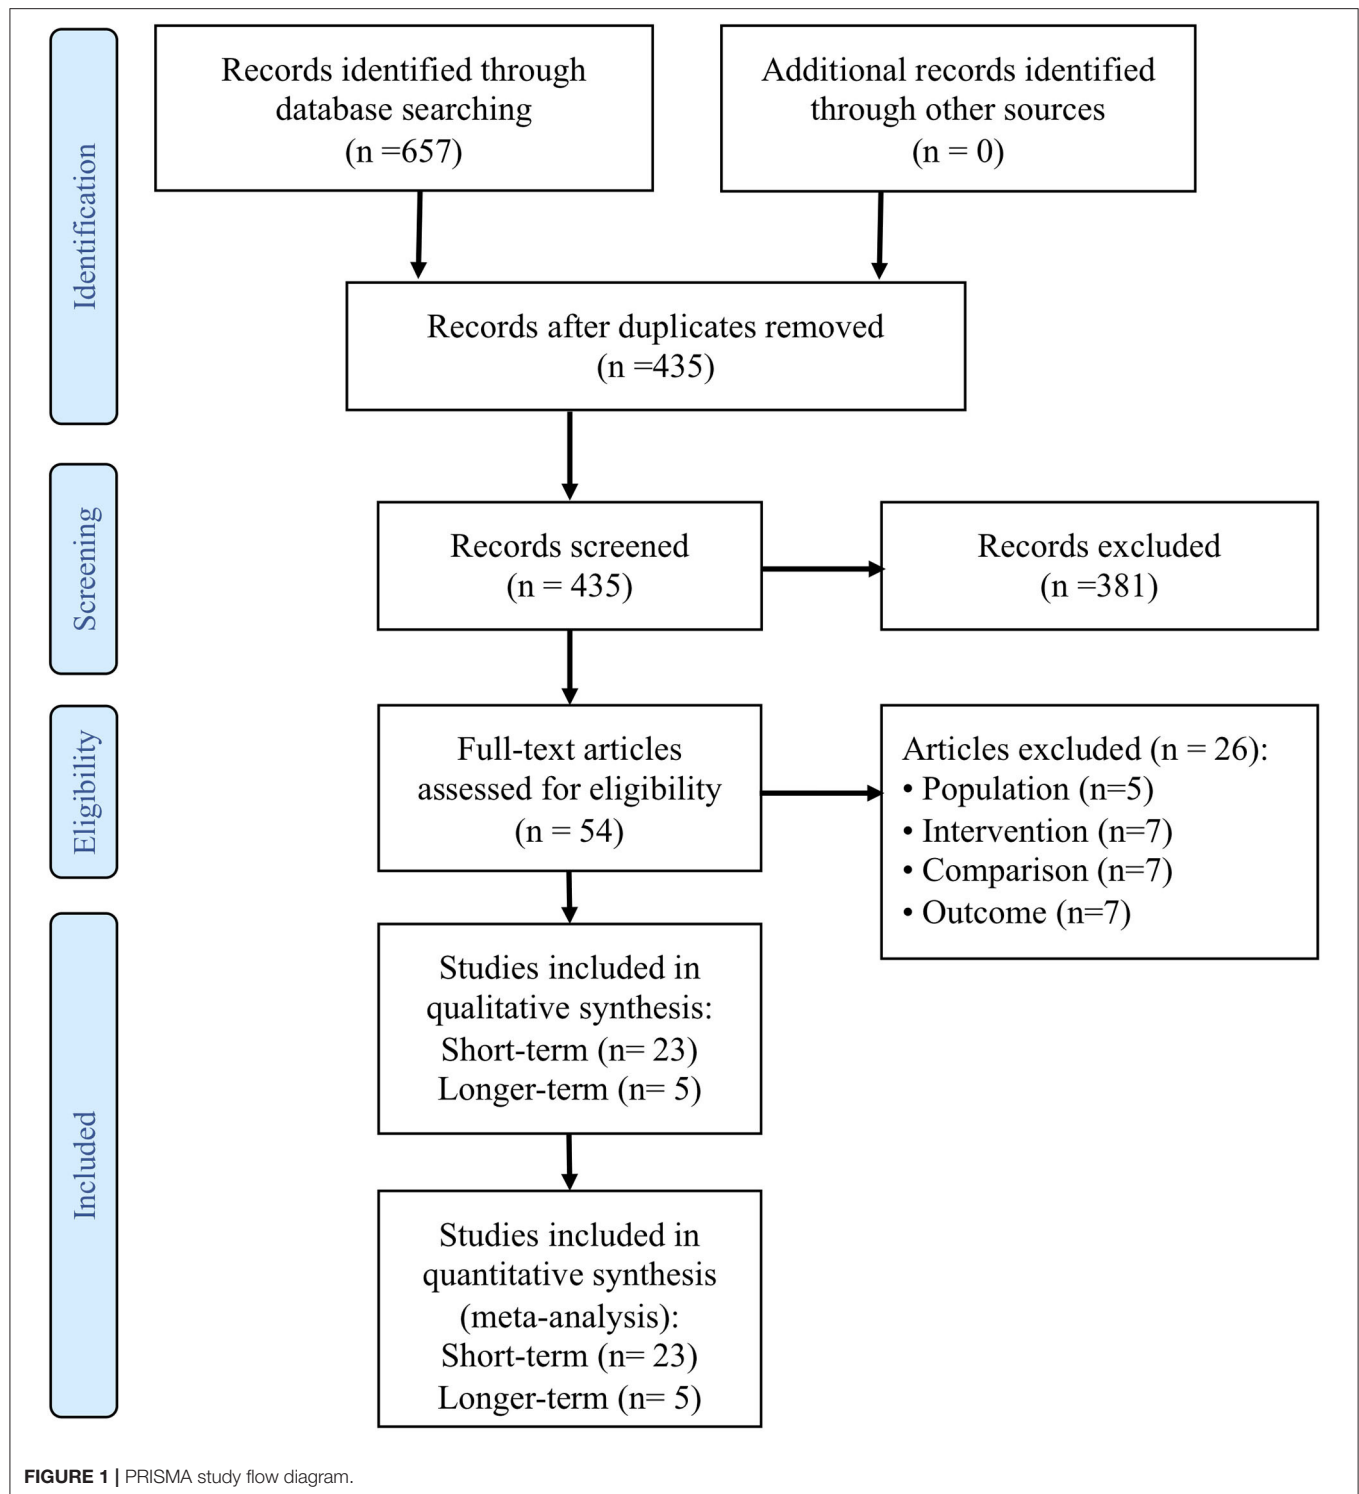 Identification
Records identified through
database searching
(n =657)
Additional records identified
through other sources
(n = 0)
Records after duplicates removed
(n =435)
Screening
Records screened
(n = 435)
Records excluded
(n =381)
Eligibility
Full-text articles
assessed for eligibility
(n = 54)
Articles excluded (n = 26):
• Population (n=5)
• Intervention (n=7)
• Comparison (n=7)
• Outcome (n=7)
Included
Studies included in
qualitative synthesis:
Short-term (n= 23)
Longer-term (n= 5)
Studies included in
quantitative synthesis
(meta-analysis):
Short-term (n= 23)
Longer-term (n= 5)
FIGURE 1 | PRISMA study flow diagram.